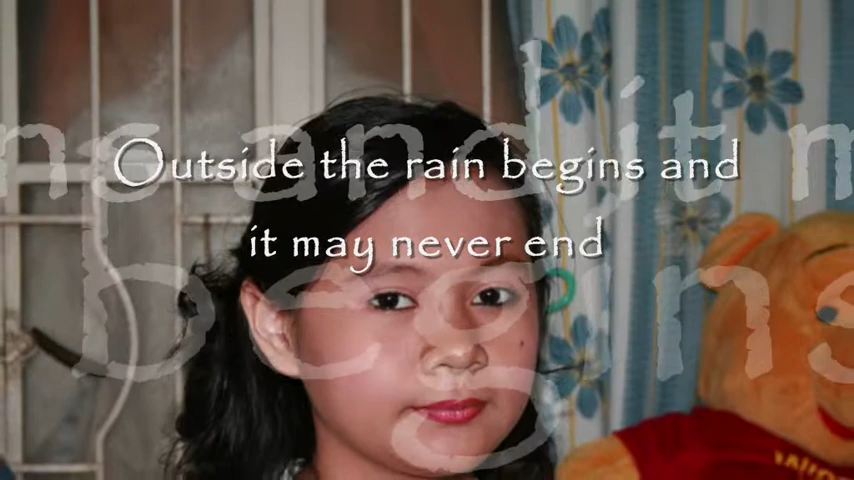 Outside the rain begins and
it may never end